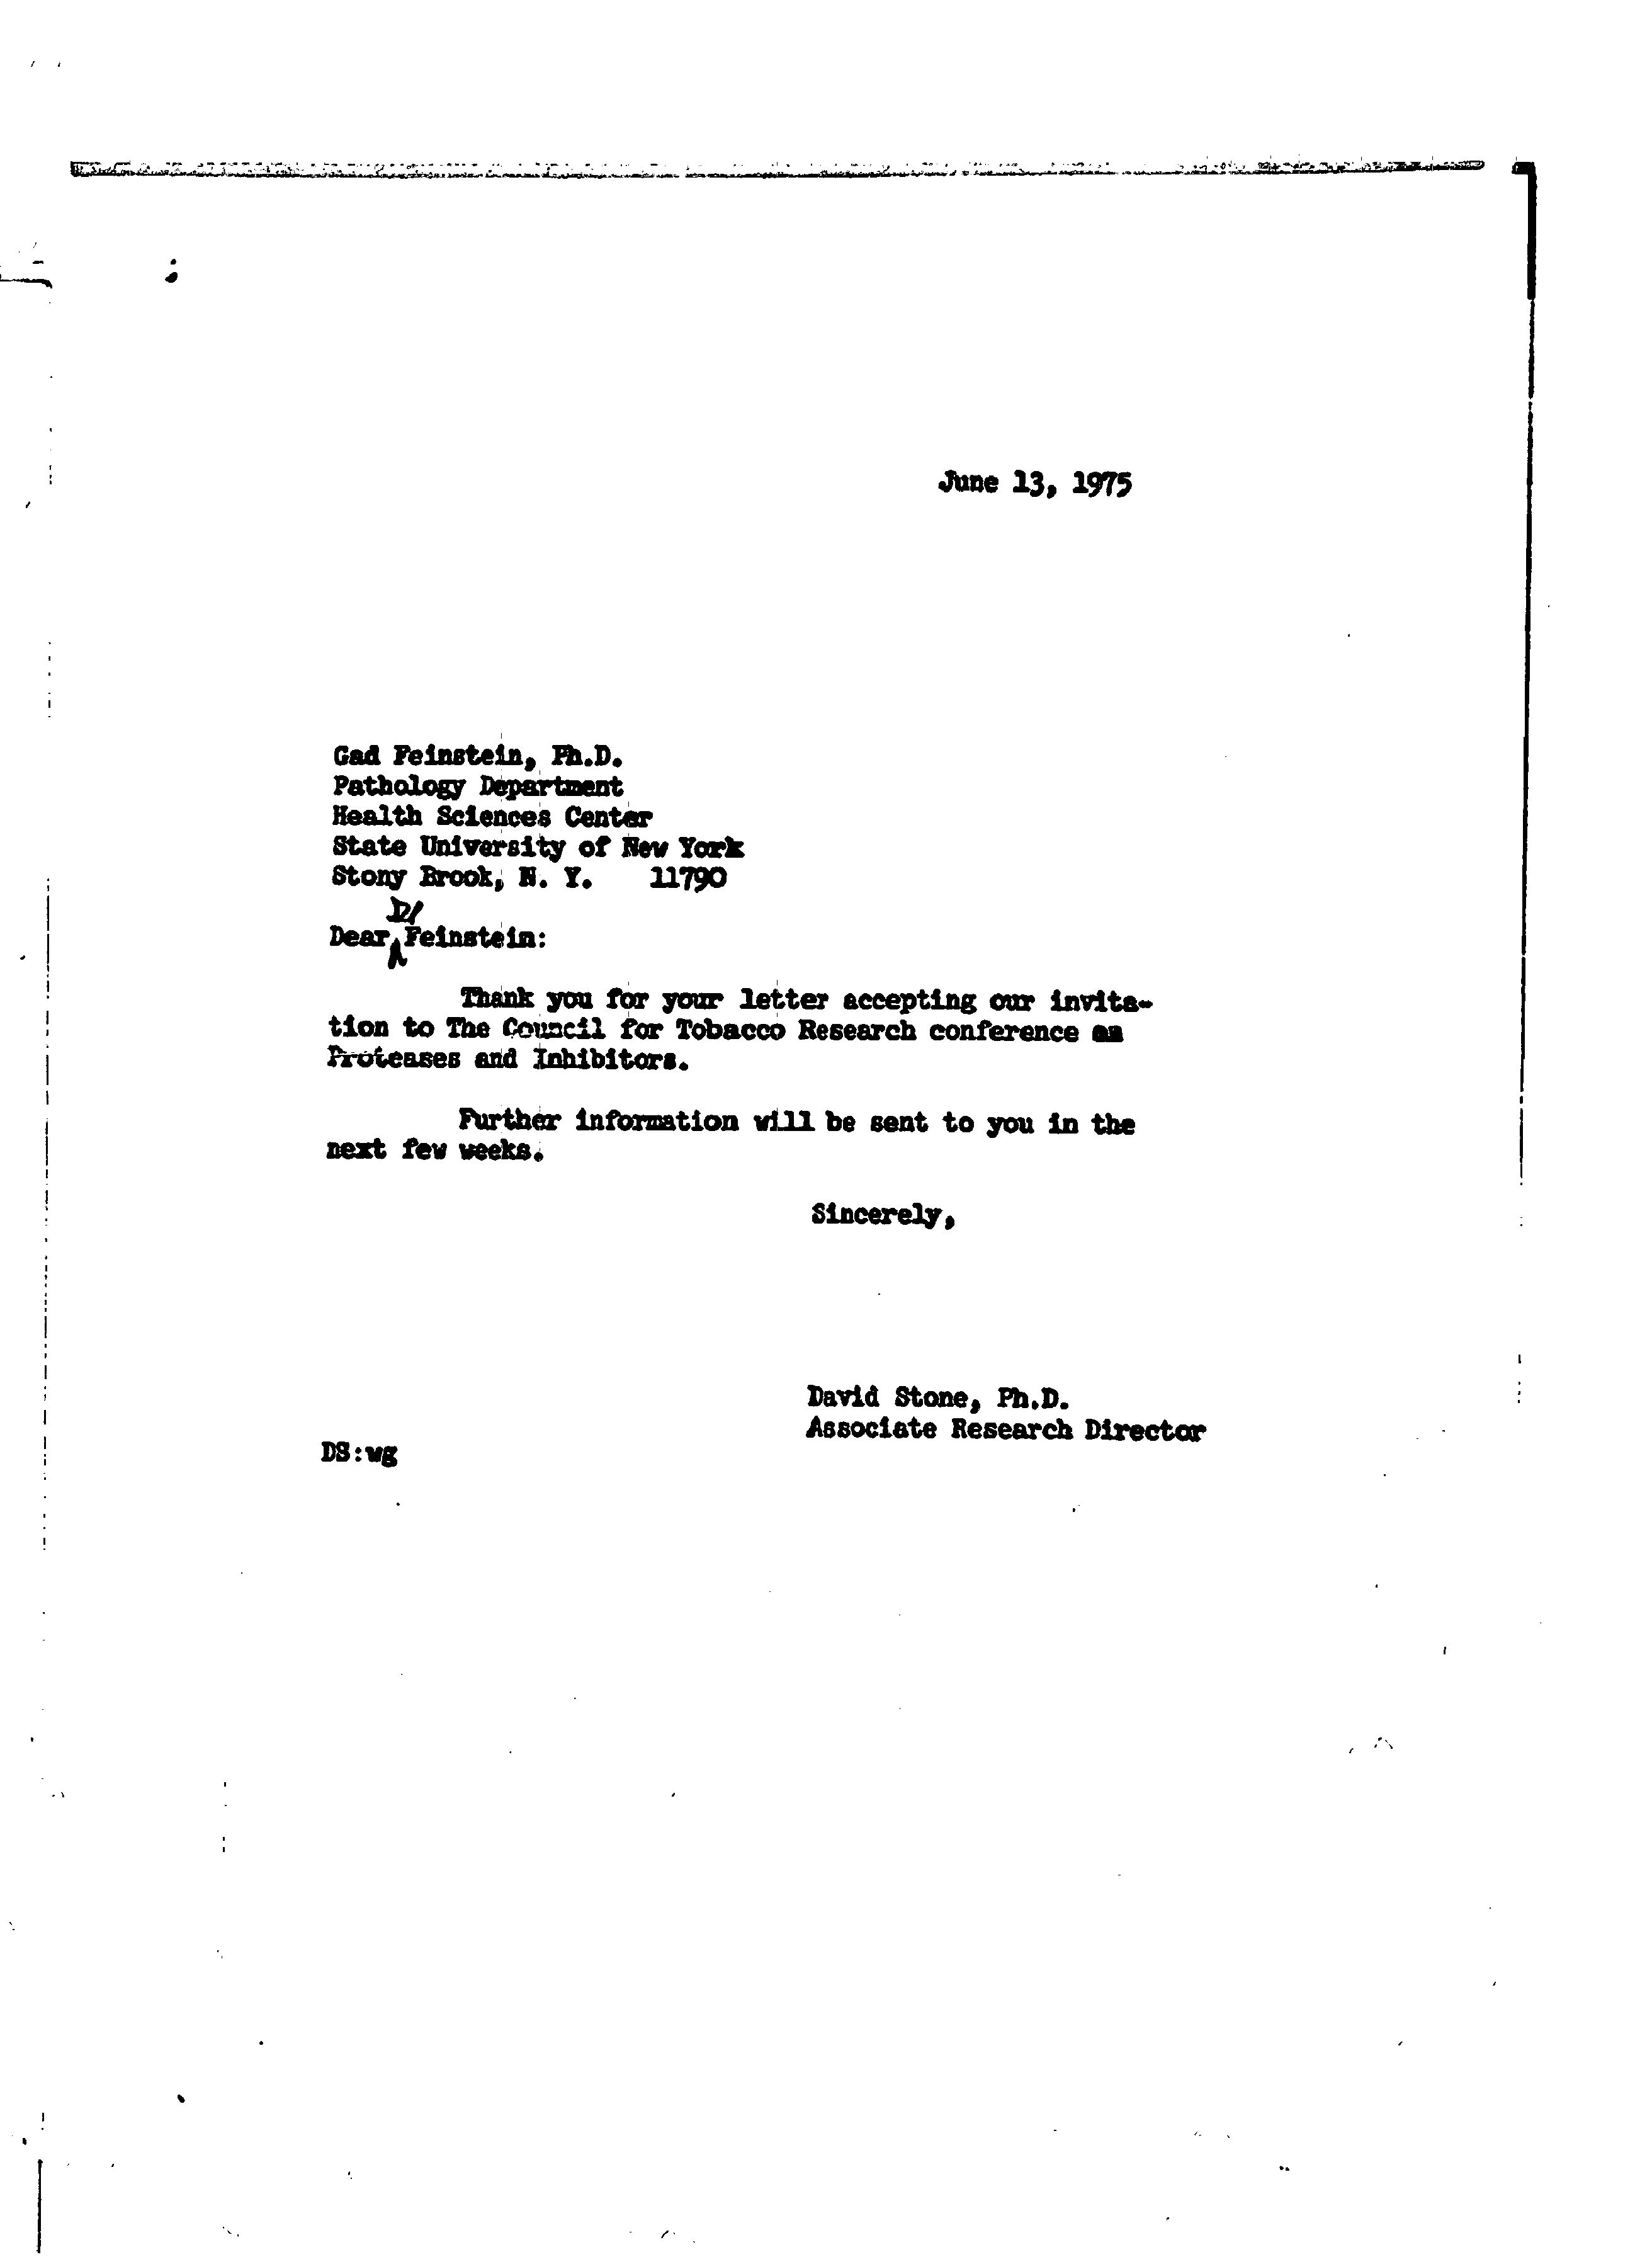 June 13, 1975
Gad Feinstein, Ph.D.
Pathology Department
Health Sciences Center
State University of New York
Stony Brook, N. Y. 11790
Dr
Dear Feinstein:
Thank you for your letter accepting our invita-
tion to The Council for Tobacco Research conference on
Proteases and Inhibitors.
Further information will be sent to you in the
next few weeks.
Sincerely,
David Stone, Ph.D.
Associate Research Director
DS:wg